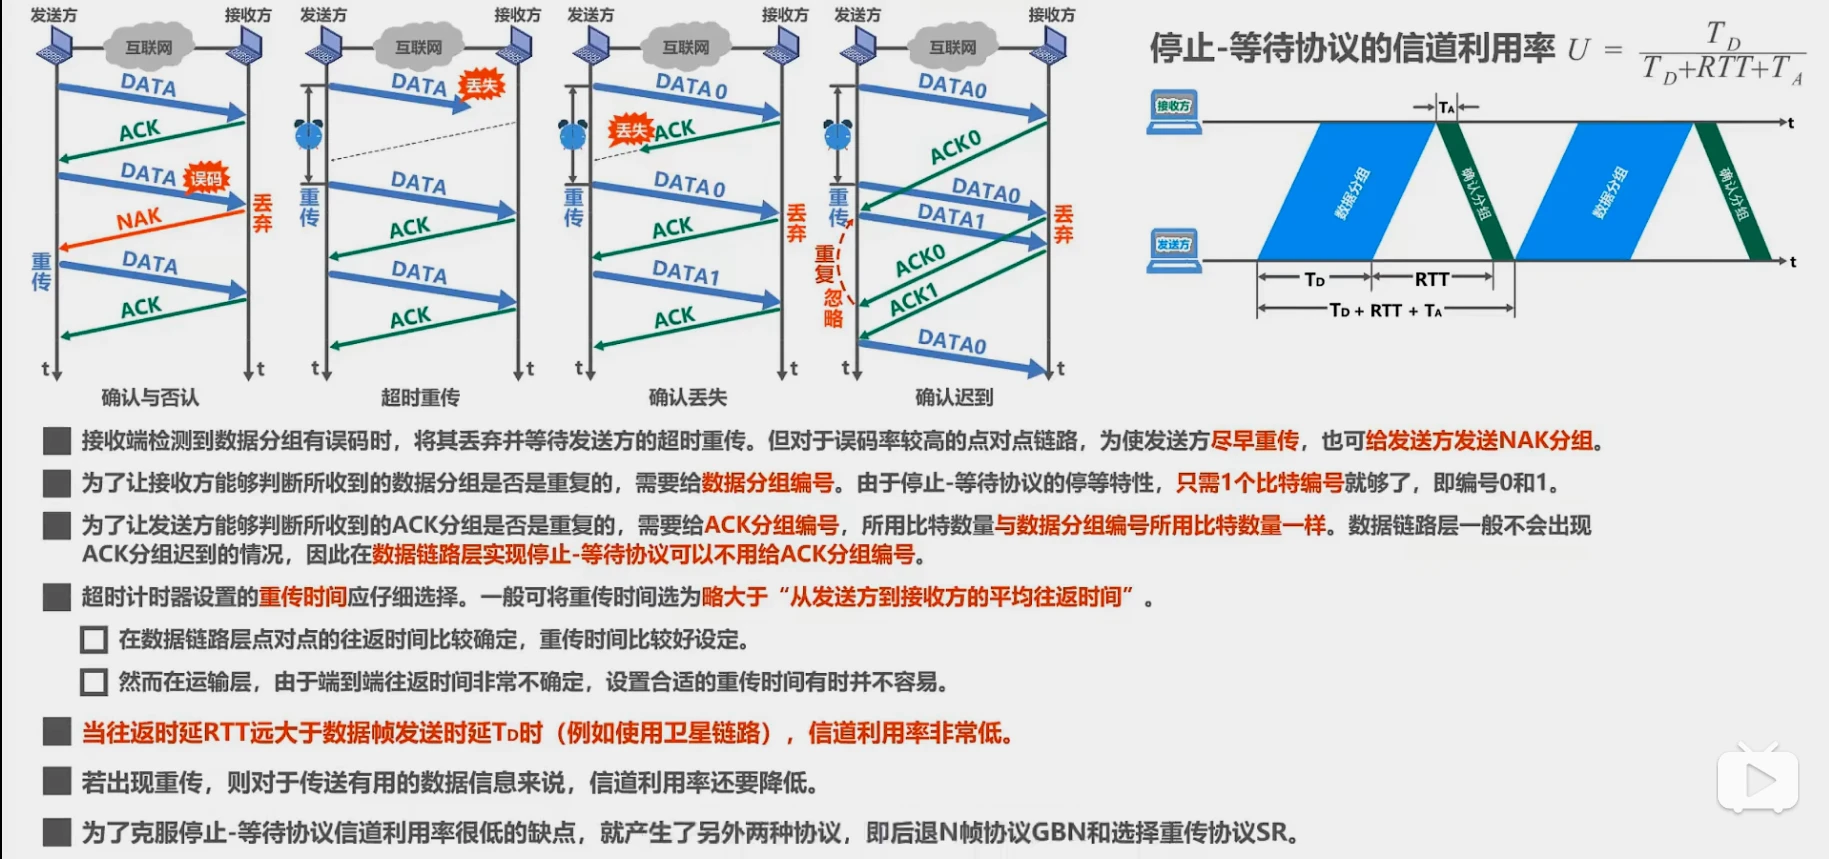 发送方 接收方
互联网
DATA
ACK
DATA
误码
NAK
丢弃
重传
DATA
ACK
t t
确认与否认
发送方 接收方
互联网
DATA
丢失
重传
DATA
ACK
DATA
ACK
t t
超时重传
发送方 接收方
互联网
DATA0
丢失
ACK
重传
DATA0
丢弃
ACK
DATA1
ACK
t t
确认丢失
发送方 接收方
互联网
DATA0
ACK0
重传
DATA0
DATA1
丢弃
重复
ACK0
忽略
ACK1
DATA0
t t
确认迟到
停止-等待协议的信道利用率 U = T_D / (T_D+RTT+T_A)
接收方
TA
t
数据分组
确认分组
数据分组
确认分组
发送方
t
TD
RTT
TD + RTT + TA
接收端检测到数据分组有误码时，将其丢弃并等待发送方的超时重传。但对于误码率较高的点对点链路，为使发送方尽早重传，也可给发送方发送NAK分组。
为了让接收方能够判断所收到的数据分组是否是重复的，需要给数据分组编号。由于停止-等待协议的停等特性，只需1个比特编号就够了，即编号0和1。
为了让发送方能够判断所收到的ACK分组是否是重复的，需要给ACK分组编号，所用比特数量与数据分组编号所用比特数量一样。数据链路层一般不会出现
ACK分组迟到的情况，因此在数据链路层实现停止-等待协议可以不用给ACK分组编号。
超时计时器设置的重传时间应仔细选择。一般可将重传时间选为略大于“从发送方到接收方的平均往返时间”。
在数据链路层点对点的往返时间比较确定，重传时间比较好设定。
然而在运输层，由于端到端往返时间非常不确定，设置合适的重传时间有时并不容易。
当往返时延RTT远大于数据帧发送时延TD时（例如使用卫星链路），信道利用率非常低。
若出现重传，则对于传送有用的数据信息来说，信道利用率还要降低。
为了克服停止-等待协议信道利用率很低的缺点，就产生了另外两种协议，即后退N帧协议GBN和选择重传协议SR。